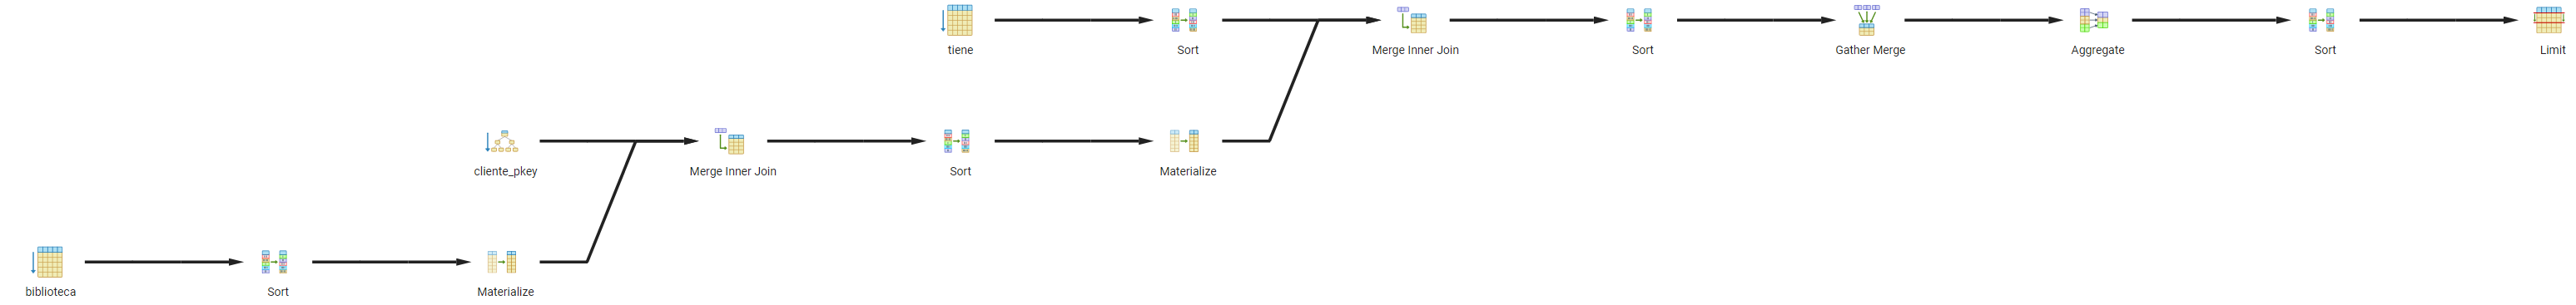 tiene
Sort
Merge Inner Join
Sort
Gather Merge
Aggregate
Sort
Limit
cliente_pkey
Merge Inner Join
Sort
Materialize
biblioteca
Sort
Materialize